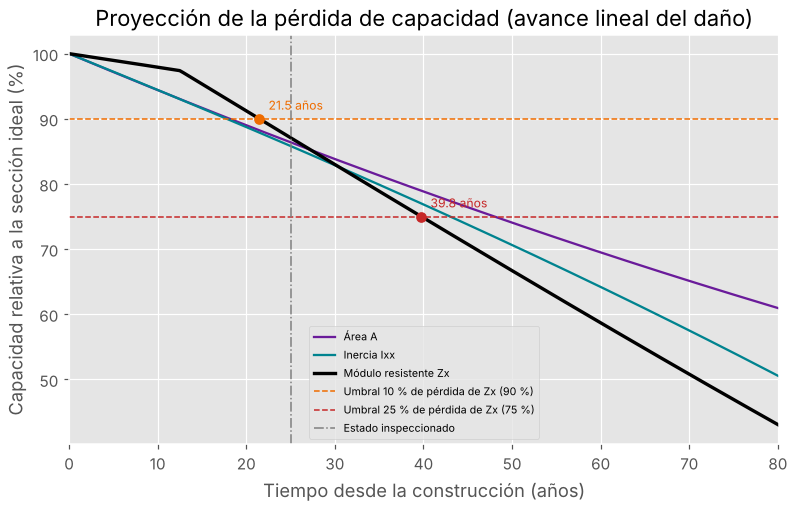 Proyección de la pérdida de capacidad (avance lineal del daño)
Capacidad relativa a la sección ideal (%)
100
90
80
70
60
50
21.5 años
39.8 años
Área A
Inercia Ixx
Módulo resistente Zx
Umbral 10 % de pérdida de Zx (90 %)
Umbral 25 % de pérdida de Zx (75 %)
Estado inspeccionado
0 10 20 30 40 50 60 70 80
Tiempo desde la construcción (años)